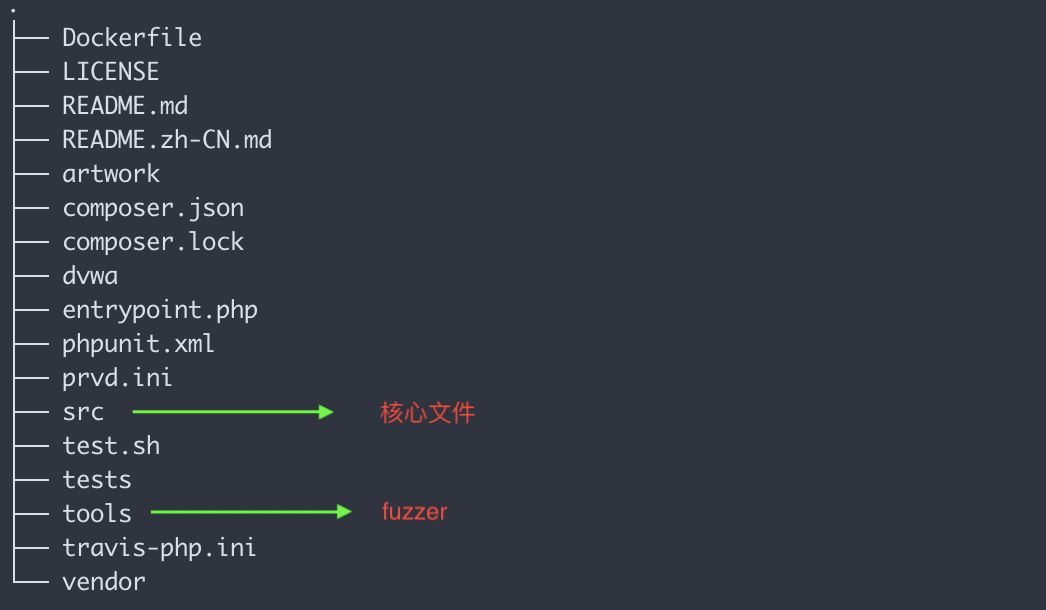 .
├── Dockerfile
├── LICENSE
├── README.md
├── README.zh-CN.md
├── artwork
├── composer.json
├── composer.lock
├── dvwa
├── entrypoint.php
├── phpunit.xml
├── prvd.ini
├── src 核心文件
├── test.sh
├── tests
├── tools fuzzer
├── travis-php.ini
└── vendor